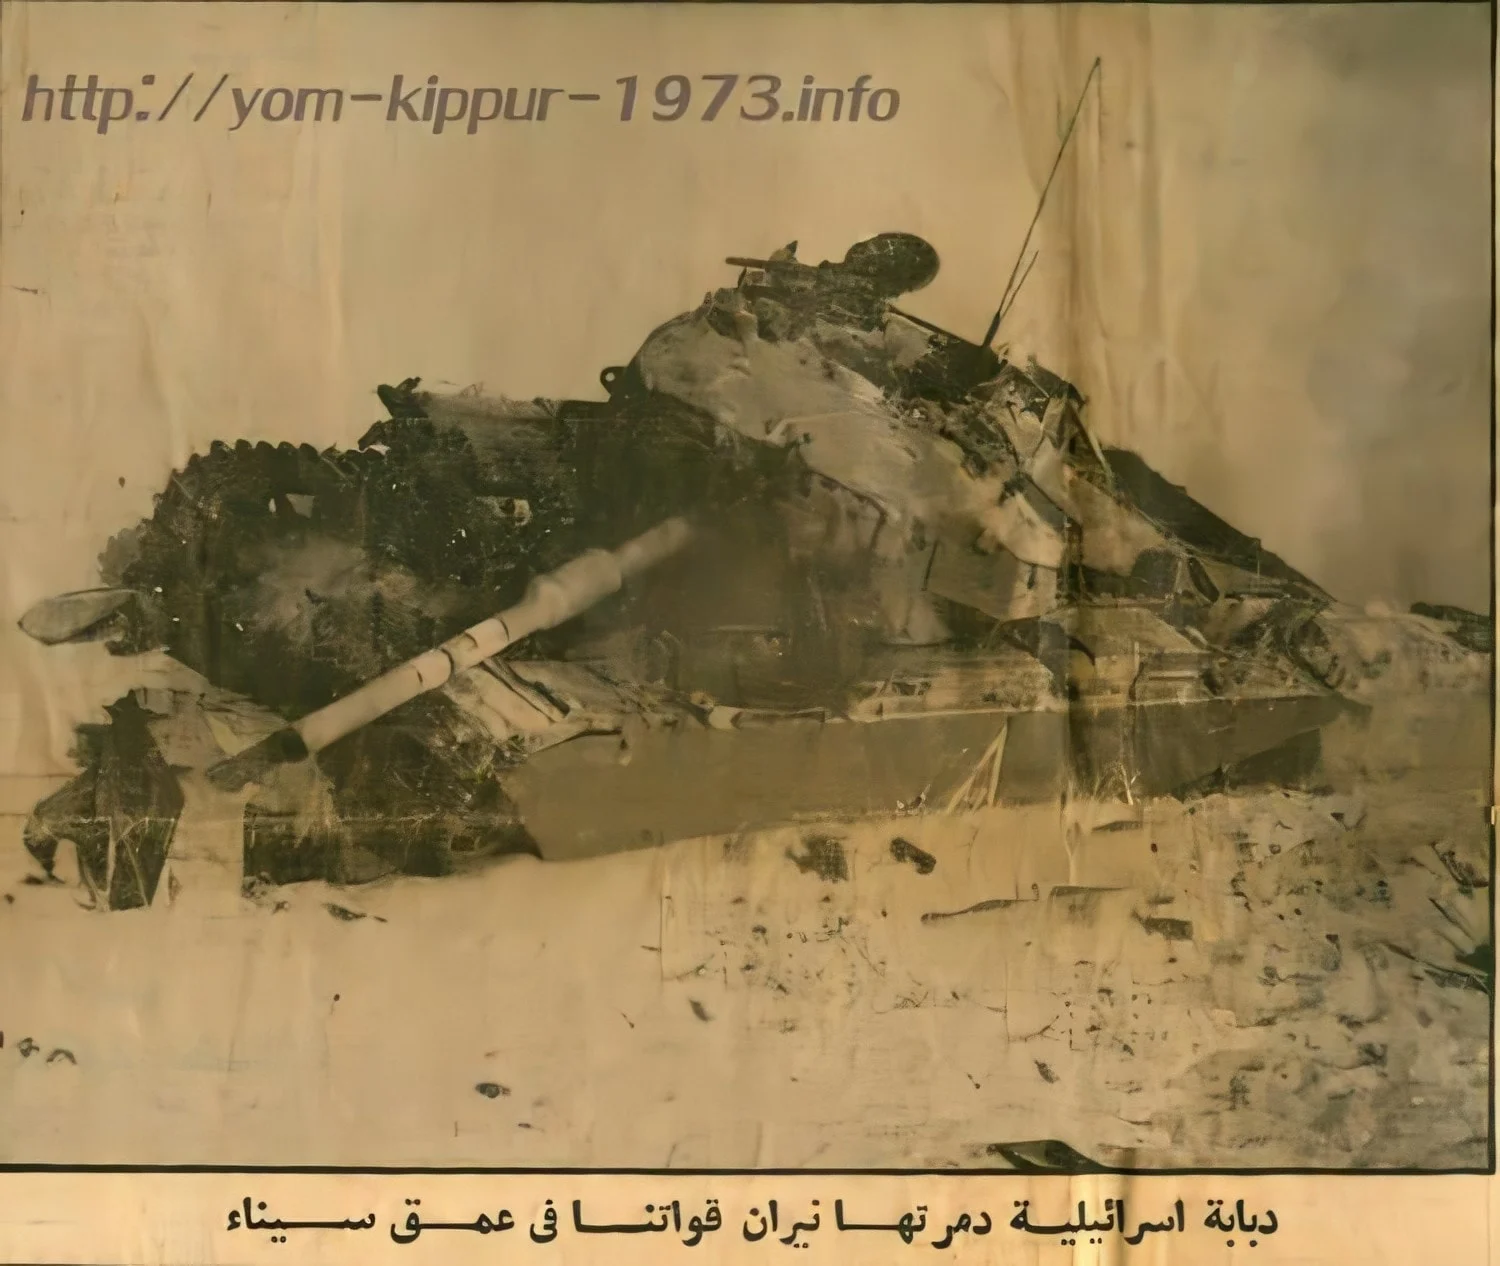 http://yom-kippur-1973.info
دبابة اسرائيلية دمرتها نيران قواتنا فى عمق سيناء